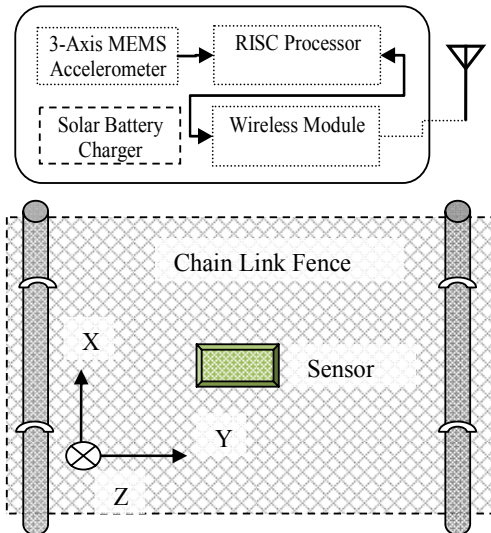 3-Axis MEMS
Accelerometer
RISC Processor
Solar Battery
Charger
Wireless Module
Chain Link Fence
X
Sensor
Y
Z